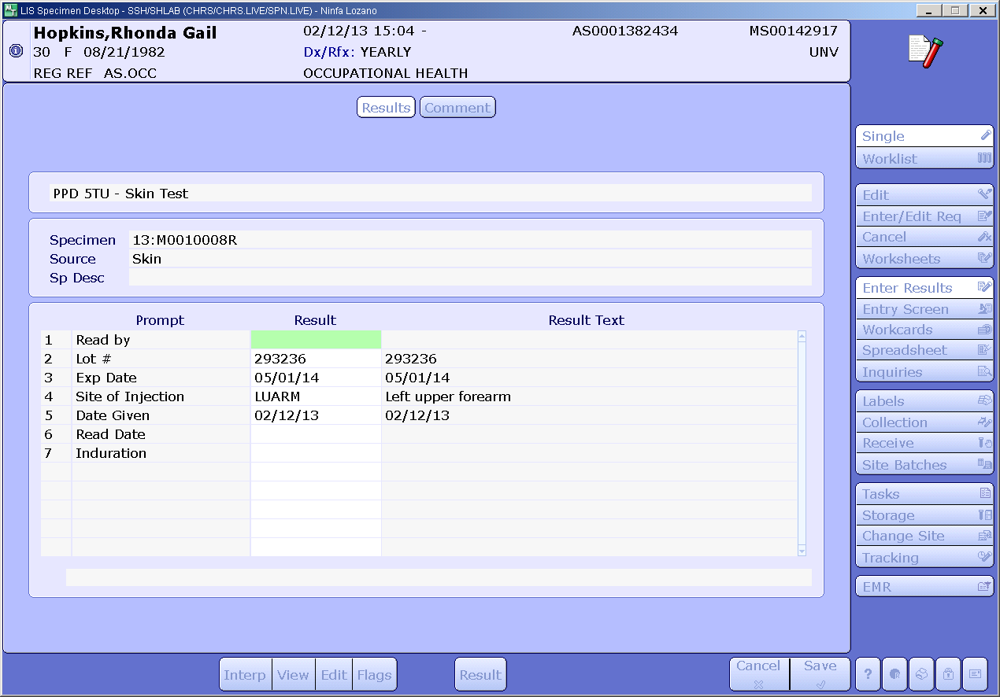 LIS Specimen Desktop - SSH/SHLAB (CHRS/CHRS.LIVE/SPN.LIVE) - Ninfa Lozano
Hopkins,Rhonda Gail 02/12/13 15:04 - AS0001382434 MS00142917
30 F 08/21/1982 Dx/Rfx: YEARLY UNV
REG REF AS.OCC OCCUPATIONAL HEALTH
Results Comment
Single
Worklist
PPD 5TU - Skin Test
Edit
Enter/Edit Req
Cancel
Worksheets
Specimen 13:M0010008R
Source Skin
Sp Desc
Enter Results
Entry Screen
Workcards
Spreadsheet
Inquiries
Prompt Result Result Text
1 Read by
2 Lot # 293236 293236
3 Exp Date 05/01/14 05/01/14
4 Site of Injection LUARM Left upper forearm
5 Date Given 02/12/13 02/12/13
6 Read Date
7 Induration
Labels
Collection
Receive
Site Batches
Tasks
Storage
Change Site
Tracking
EMR
Interp View Edit Flags Result Cancel Save ?